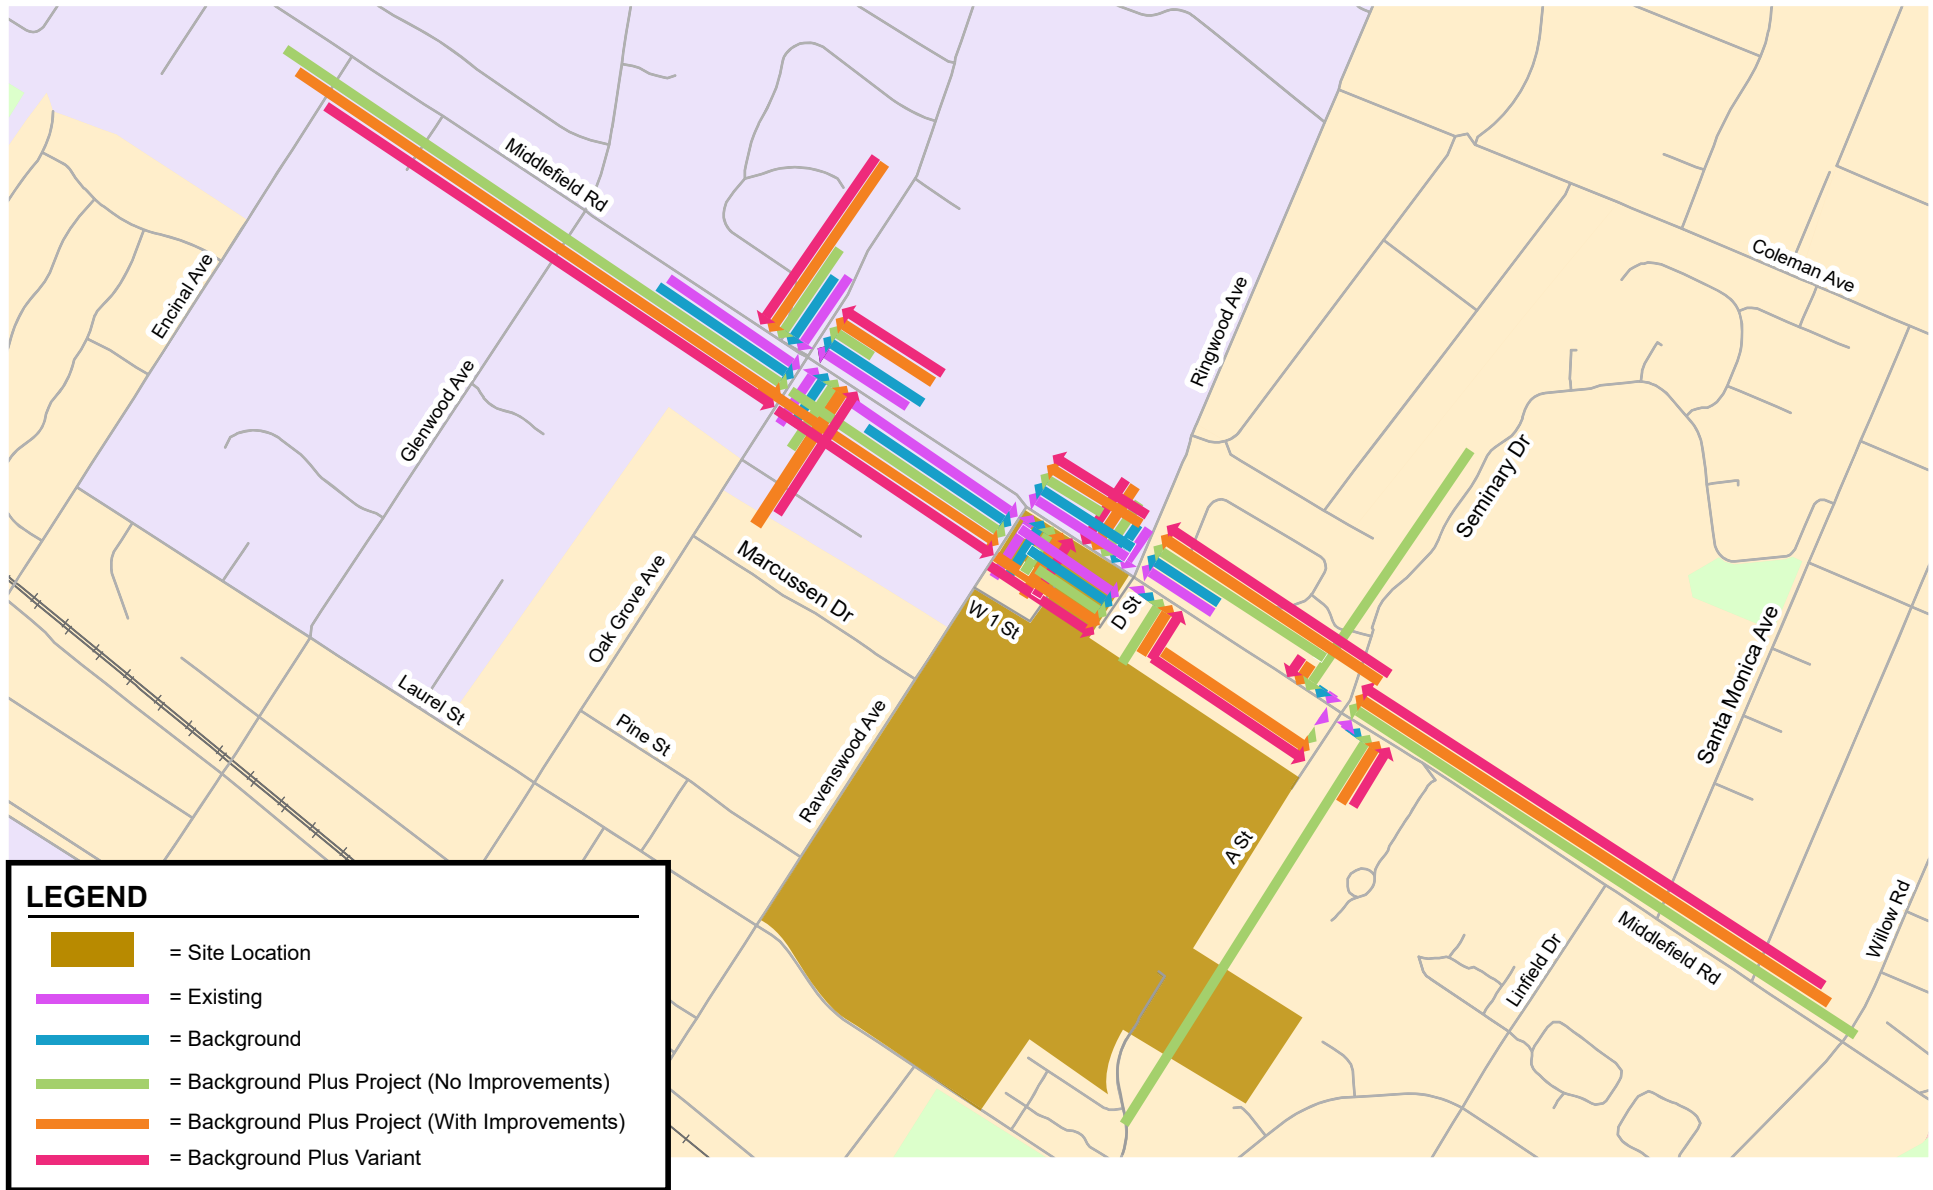 Middlefield Rd
Encinal Ave
Glenwood Ave
Coleman Ave
Ringwood Ave
Seminary Dr
Marcussen Dr
Oak Grove Ave
W 1 St
D St
Laurel St
Pine St
Ravenswood Ave
Santa Monica Ave
A St
Middlefield Rd
Linfield Dr
Willow Rd
LEGEND
= Site Location
= Existing
= Background
= Background Plus Project (No Improvements)
= Background Plus Project (With Improvements)
= Background Plus Variant